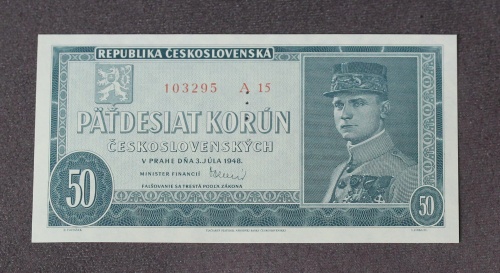 REPUBLIKA ČESKOSLOVENSKÁ
103295 A 15
PÄŤDESIAT KORÚN
ČESKOSLOVENSKÝCH
V PRAHE DŇA 3. JÚLA 1948.
MINISTER FINANCIÍ
FALŠOVANIE SA TRESTÁ PODĽA ZÁKONA
50
50